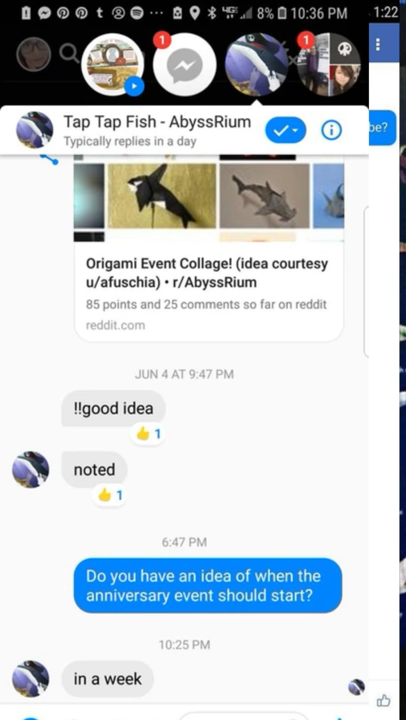 8% 10:36 PM
1:22
1
1
Tap Tap Fish - AbyssRium
Typically replies in a day
be?
Origami Event Collage! (idea courtesy
u/afuschia) • r/AbyssRium
85 points and 25 comments so far on reddit
reddit.com
JUN 4 AT 9:47 PM
!!good idea
1
noted
1
6:47 PM
Do you have an idea of when the
anniversary event should start?
10:25 PM
in a week